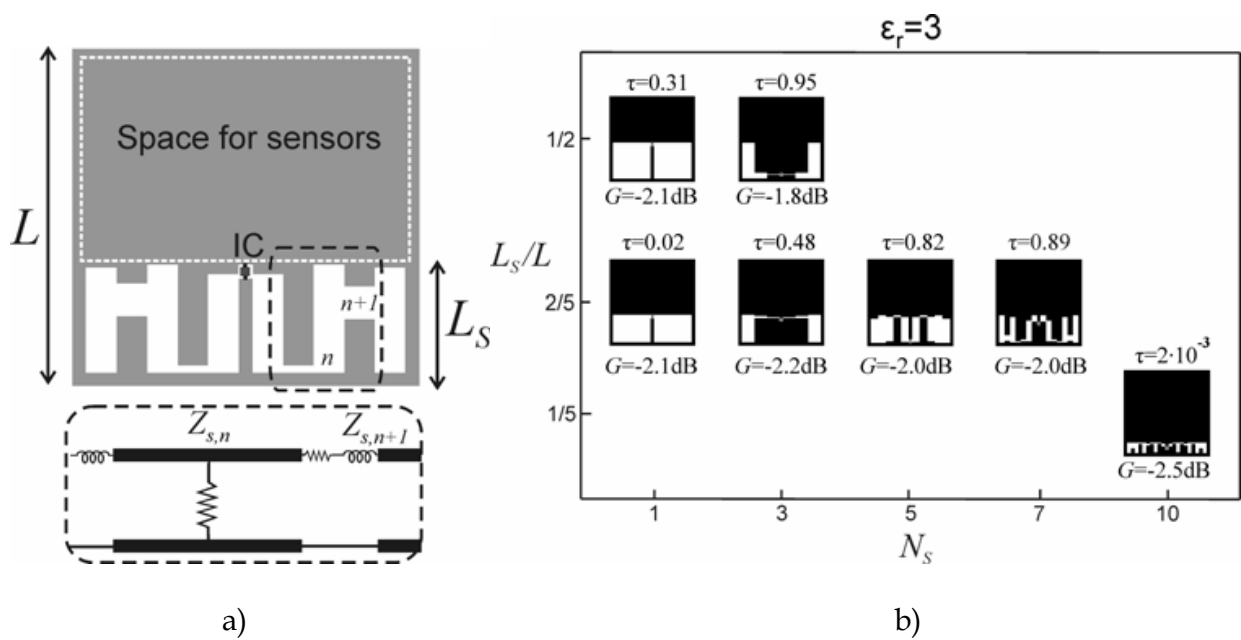 L
Space for sensors
IC
n+1
n
L_S
Z_{s,n}
Z_{s,n+1}
a)
ε_r=3
τ=0.31 τ=0.95
1/2
G=-2.1dB G=-1.8dB
τ=0.02 τ=0.48 τ=0.82 τ=0.89
L_S/L
2/5
G=-2.1dB G=-2.2dB G=-2.0dB G=-2.0dB
τ=2·10⁻³
1/5
G=-2.5dB
1 3 5 7 10
N_S
b)